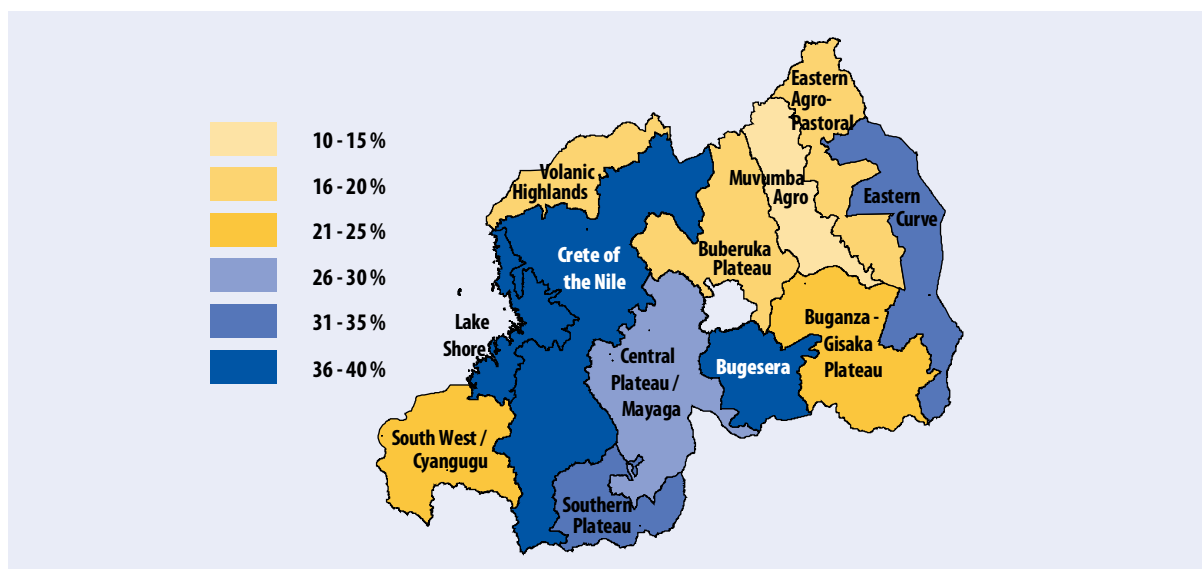 10 - 15 %
16 - 20 %
21 - 25 %
26 - 30 %
31 - 35 %
36 - 40 %
Eastern
Agro-
Pastoral
Volanic
Highlands
Muvumba
Agro
Eastern
Curve
Crete of
the Nile
Buberuka
Plateau
Lake
Shore
Buganza -
Gisaka
Plateau
Central
Plateau /
Mayaga
Bugesera
South West /
Cyangugu
Southern
Plateau